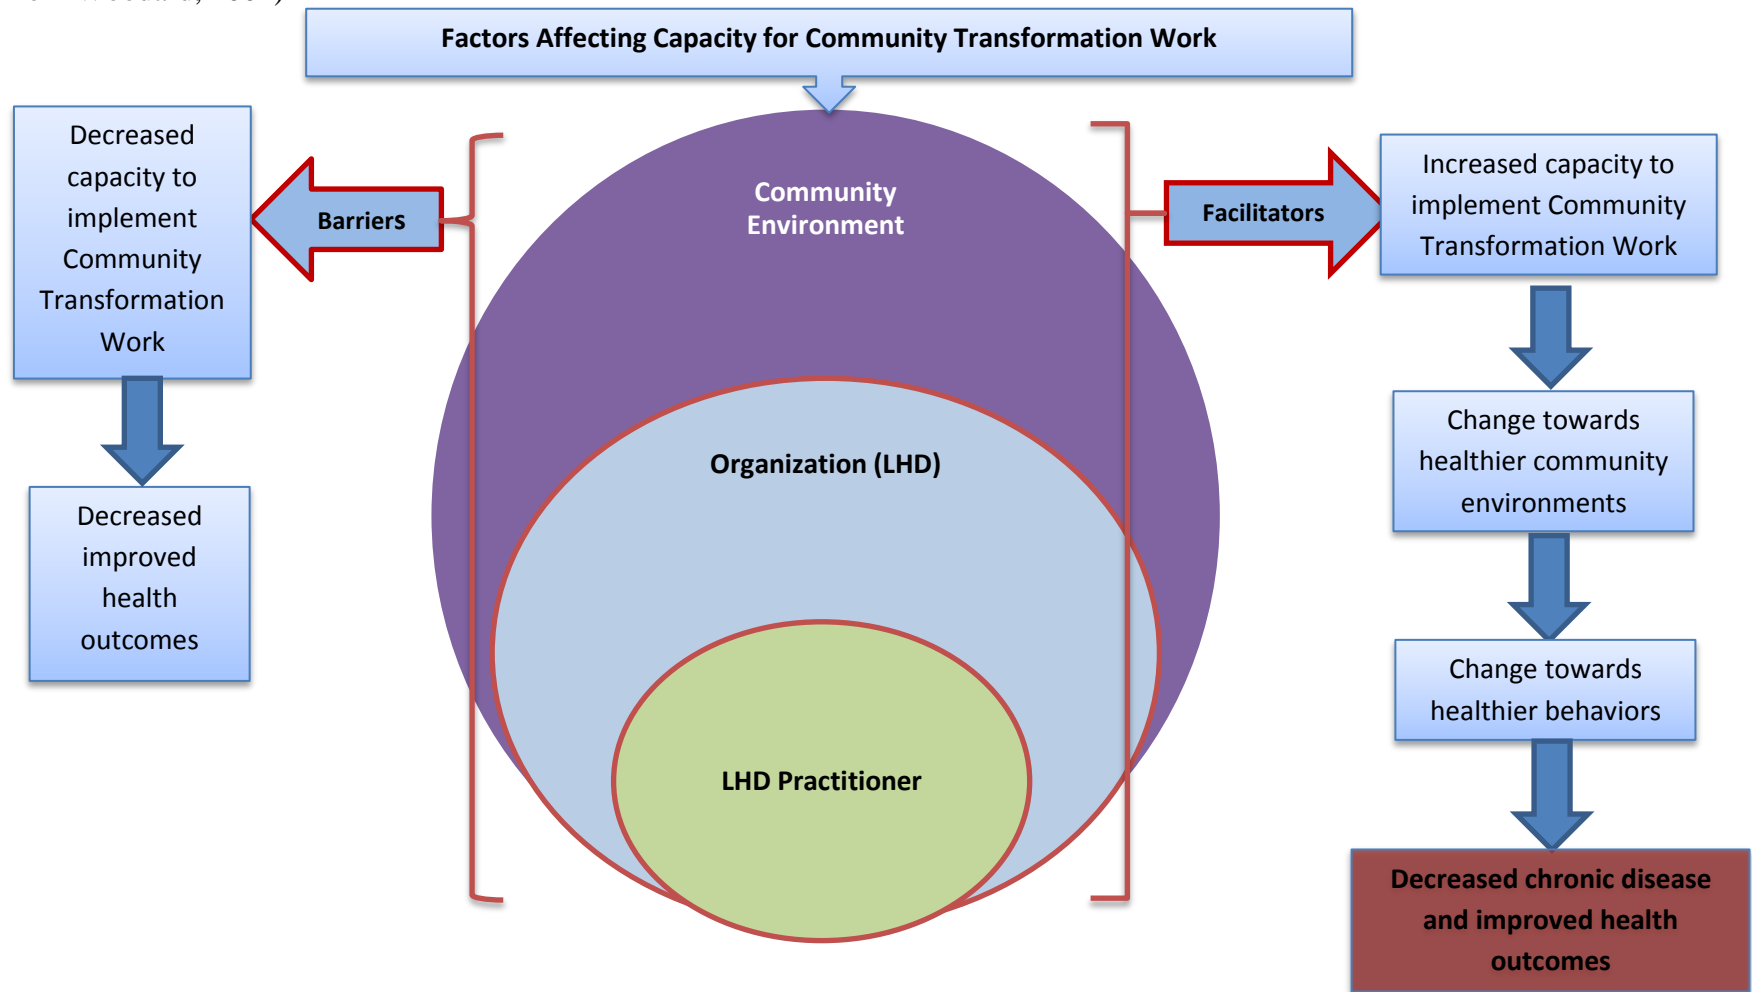 Factors Affecting Capacity for Community Transformation Work
Decreased
capacity to
implement
Community
Transformation
Work
Barriers
Decreased
improved
health
outcomes
Community
Environment
Organization (LHD)
LHD Practitioner
Facilitators
Increased capacity to
implement Community
Transformation Work
Change towards
healthier community
environments
Change towards
healthier behaviors
Decreased chronic disease
and improved health
outcomes